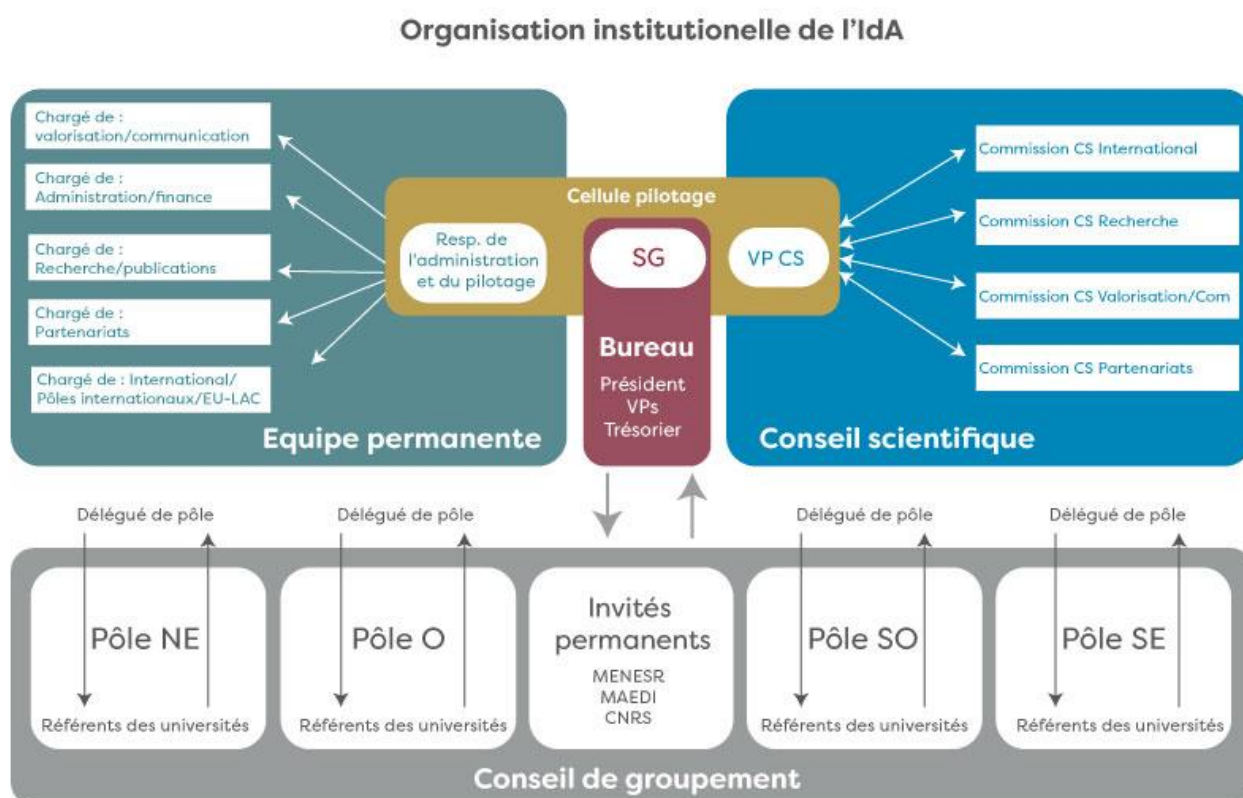 Organisation institutionelle de l'IdA
Chargé de :
valorisation/communication
Chargé de :
Administration/finance
Chargé de :
Recherche/publications
Chargé de :
Partenariats
Chargé de : International/
Pôles internationaux/EU-LAC
Equipe permanente
Cellule pilotage
Resp. de
l'administration
et du pilotage
SG
VP CS
Bureau
Président
VPs
Trésorier
Commission CS International
Commission CS Recherche
Commission CS Valorisation/Com
Commission CS Partenariats
Conseil scientifique
Délégué de pôle
Délégué de pôle
Délégué de pôle
Délégué de pôle
Pôle NE
Référents des universités
Pôle O
Référents des universités
Invités
permanents
MENESR
MAEDI
CNRS
Pôle SO
Référents des universités
Pôle SE
Référents des universités
Conseil de groupement